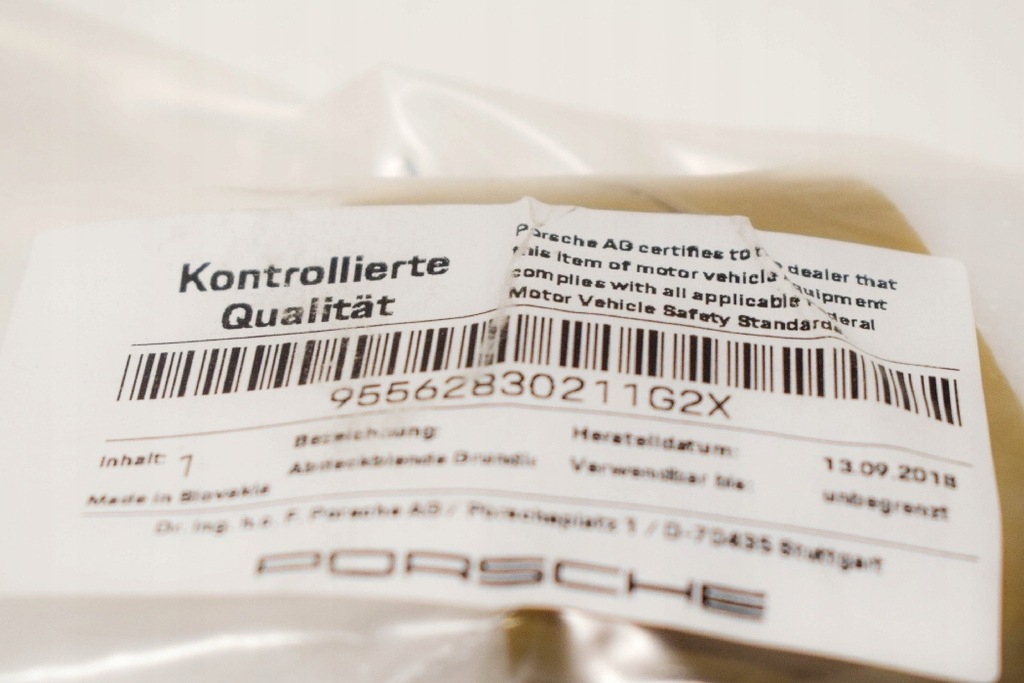 Kontrollierte
Qualität
Porsche AG certifies to the dealer that
this item of motor vehicle equipment
complies with all applicable Federal
Motor Vehicle Safety Standards
95562830211G2X
Inhalt: 1
Bezeichnung:
Abdeckblende Grundie
Herstelldatum: 13.09.2018
Verwendbar bis: unbegrenzt
Made in Slovakia
Dr. Ing. h.c. F. Porsche AG / Porscheplatz 1 / D-70435 Stuttgart
PORSCHE